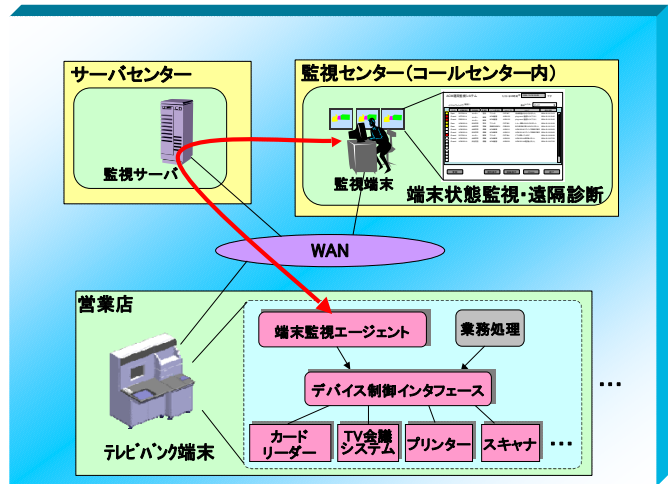 サーバセンター
監視サーバ
監視センター(コールセンター内)
監視端末
端末状態監視・遠隔診断
WAN
営業店
テレビバンク端末
端末監視エージェント
業務処理
デバイス制御インタフェース
カード
リーダー
TV会議
システム
プリンター
スキャナ
…
…